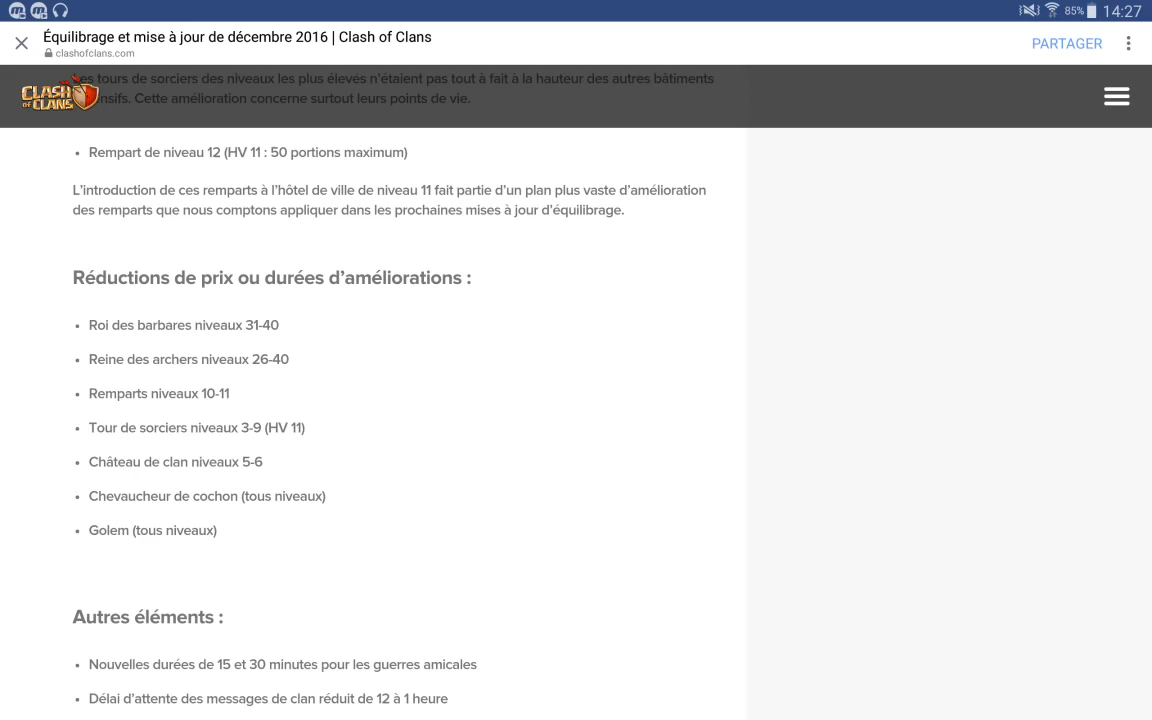 85% 14:27
Équilibrage et mise à jour de décembre 2016 | Clash of Clans
clashofclans.com
PARTAGER
es tours de sorciers des niveaux les plus élevés n'étaient pas tout à fait à la hauteur des autres bâtiments
CLASH OF CLANS
nsifs. Cette amélioration concerne surtout leurs points de vie.
• Rempart de niveau 12 (HV 11 : 50 portions maximum)
L'introduction de ces remparts à l'hôtel de ville de niveau 11 fait partie d'un plan plus vaste d'amélioration
des remparts que nous comptons appliquer dans les prochaines mises à jour d'équilibrage.
Réductions de prix ou durées d'améliorations :
• Roi des barbares niveaux 31-40
• Reine des archers niveaux 26-40
• Remparts niveaux 10-11
• Tour de sorciers niveaux 3-9 (HV 11)
• Château de clan niveaux 5-6
• Chevaucheur de cochon (tous niveaux)
• Golem (tous niveaux)
Autres éléments :
• Nouvelles durées de 15 et 30 minutes pour les guerres amicales
• Délai d'attente des messages de clan réduit de 12 à 1 heure